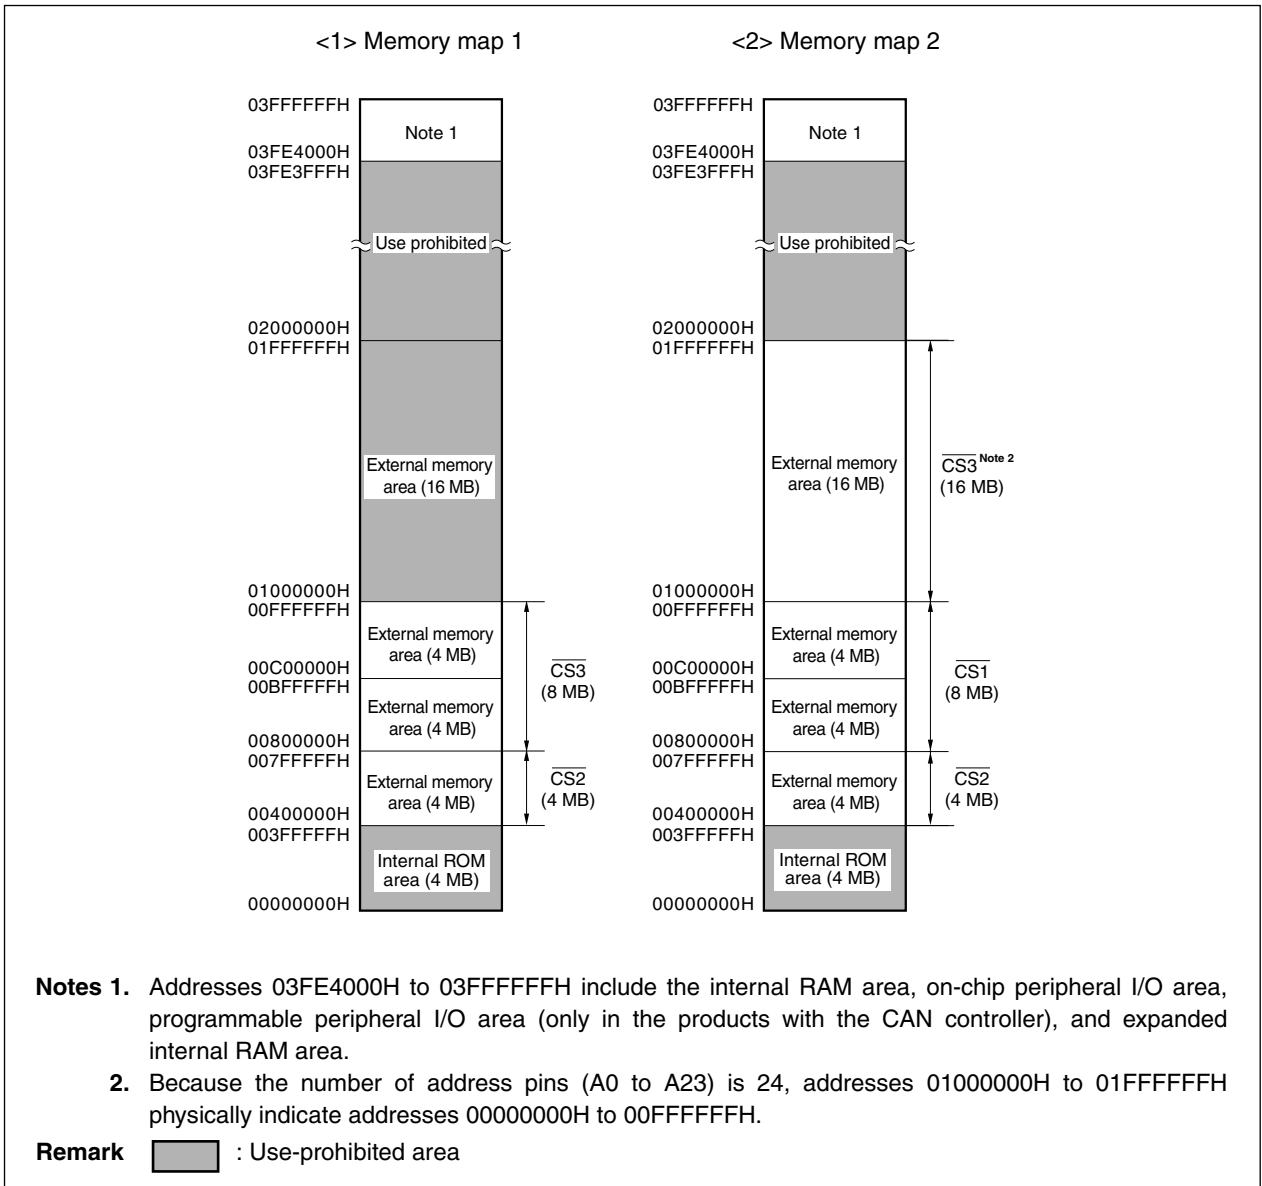 <1> Memory map 1
03FFFFFFH
Note 1
03FE4000H
03FE3FFFH
Use prohibited
02000000H
01FFFFFFH
External memory
area (16 MB)
01000000H
00FFFFFFH
External memory
area (4 MB)
CS3
(8 MB)
00C00000H
00BFFFFFH
External memory
area (4 MB)
00800000H
007FFFFFH
External memory
area (4 MB)
CS2
(4 MB)
00400000H
003FFFFFH
Internal ROM
area (4 MB)
00000000H
<2> Memory map 2
03FFFFFFH
Note 1
03FE4000H
03FE3FFFH
Use prohibited
02000000H
01FFFFFFH
External memory
area (16 MB)
CS3 Note 2
(16 MB)
01000000H
00FFFFFFH
External memory
area (4 MB)
CS1
(8 MB)
00C00000H
00BFFFFFH
External memory
area (4 MB)
00800000H
007FFFFFH
External memory
area (4 MB)
CS2
(4 MB)
00400000H
003FFFFFH
Internal ROM
area (4 MB)
00000000H
Notes 1. Addresses 03FE4000H to 03FFFFFFH include the internal RAM area, on-chip peripheral I/O area,
programmable peripheral I/O area (only in the products with the CAN controller), and expanded
internal RAM area.
2. Because the number of address pins (A0 to A23) is 24, addresses 01000000H to 01FFFFFFH
physically indicate addresses 00000000H to 00FFFFFFH.
Remark : Use-prohibited area